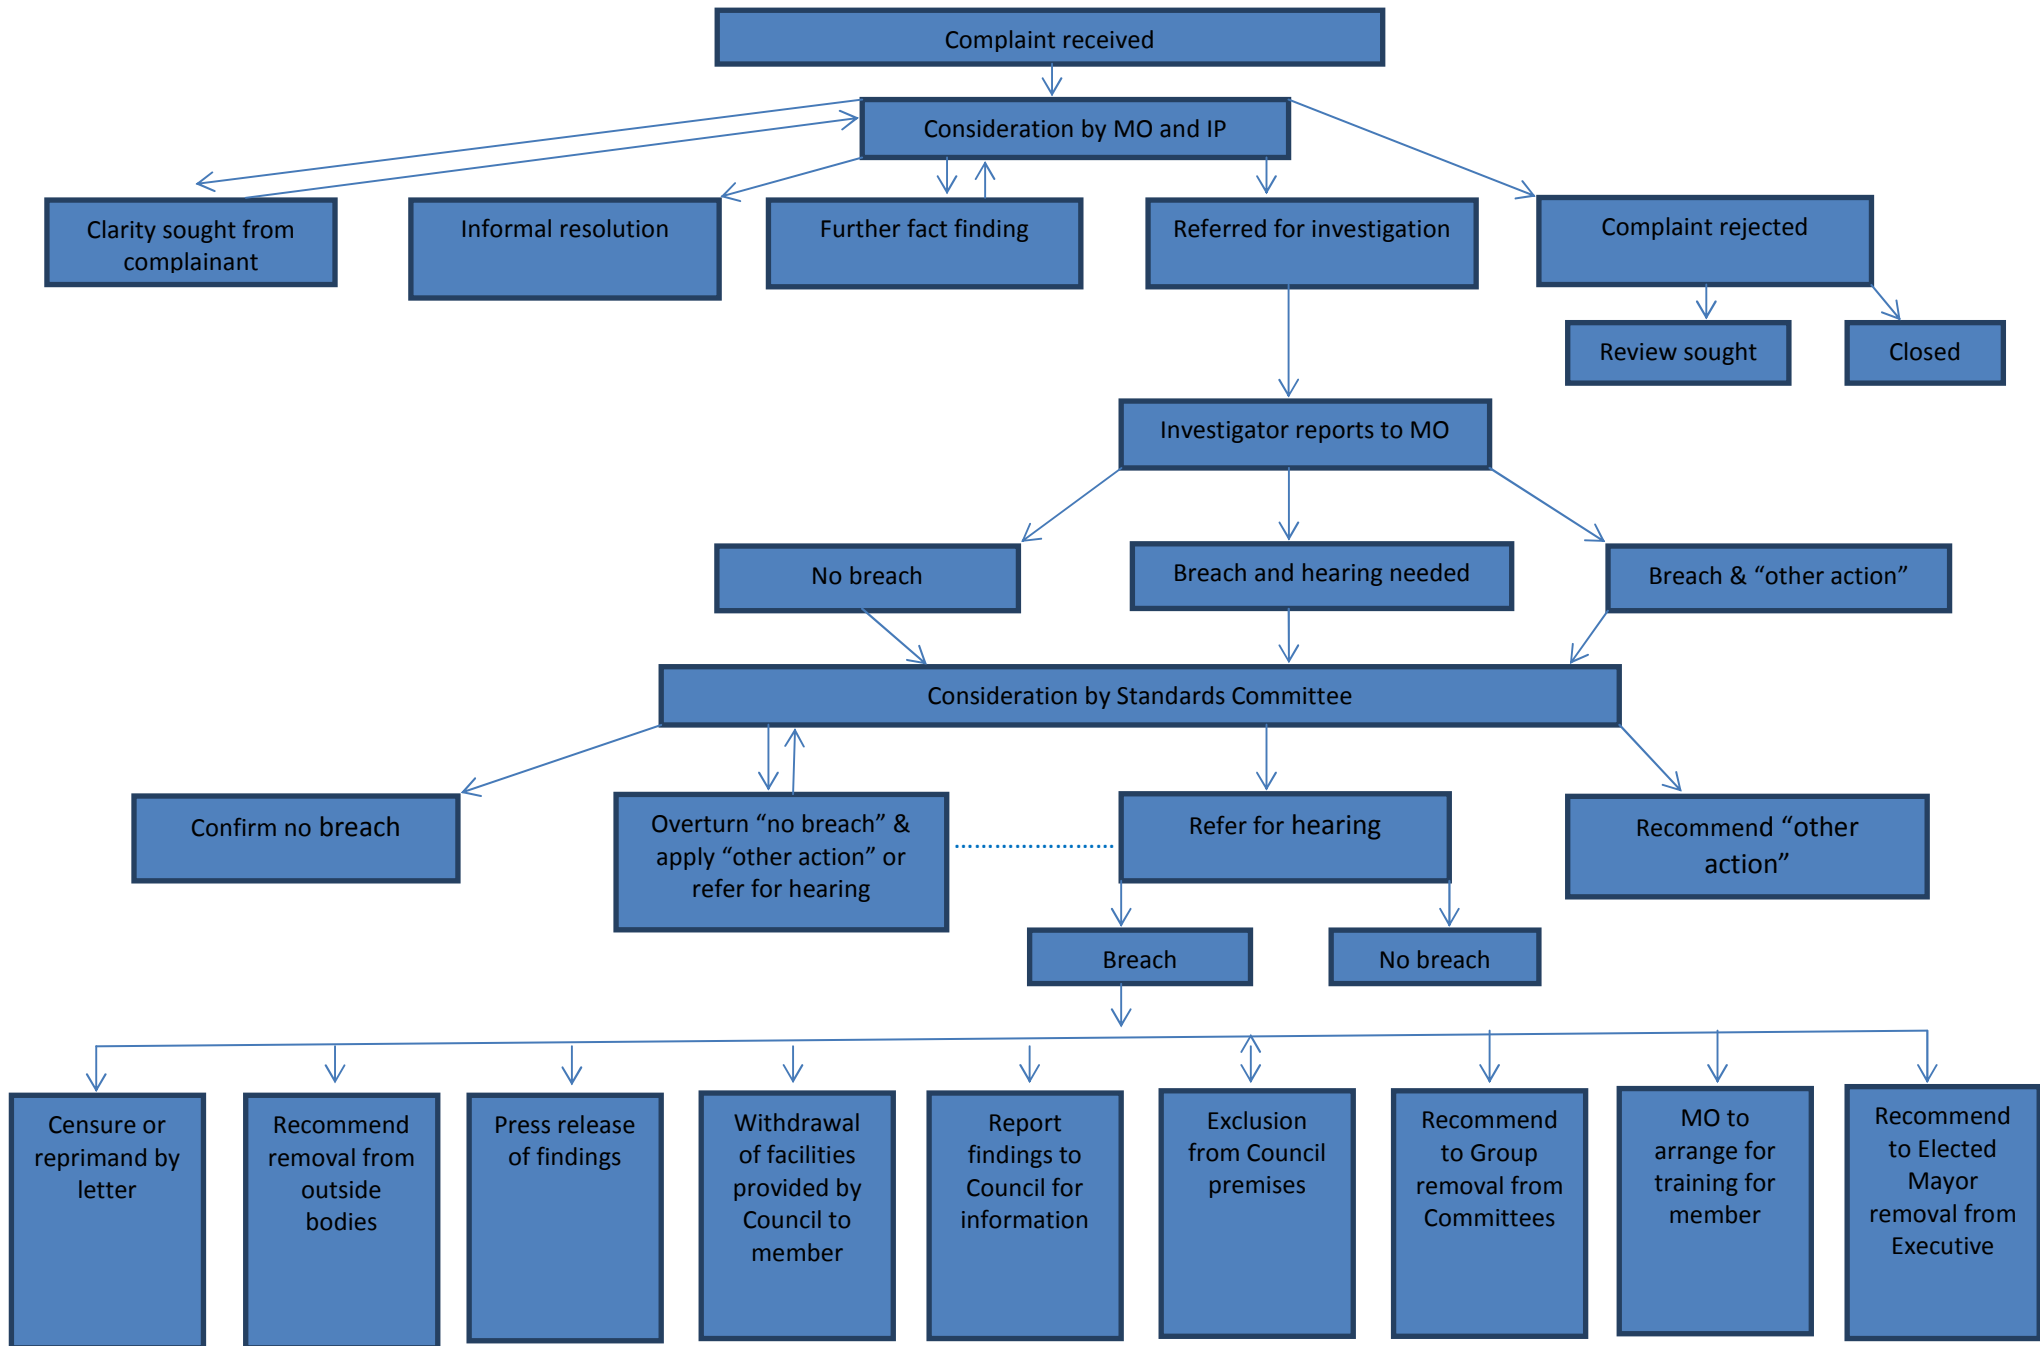 Complaint received
Consideration by MO and IP
Clarity sought from
complainant
Informal resolution
Further fact finding
Referred for investigation
Complaint rejected
Review sought
Closed
Investigator reports to MO
No breach
Breach and hearing needed
Breach & “other action”
Consideration by Standards Committee
Confirm no breach
Overturn “no breach” &
apply “other action” or
refer for hearing
........................
Refer for hearing
Recommend “other
action”
Breach
No breach
Censure or
reprimand by
letter
Recommend
removal from
outside
bodies
Press release
of findings
Withdrawal
of facilities
provided by
Council to
member
Report
findings to
Council for
information
Exclusion
from Council
premises
Recommend
to Group
removal from
Committees
MO to
arrange for
training for
member
Recommend
to Elected
Mayor
removal from
Executive